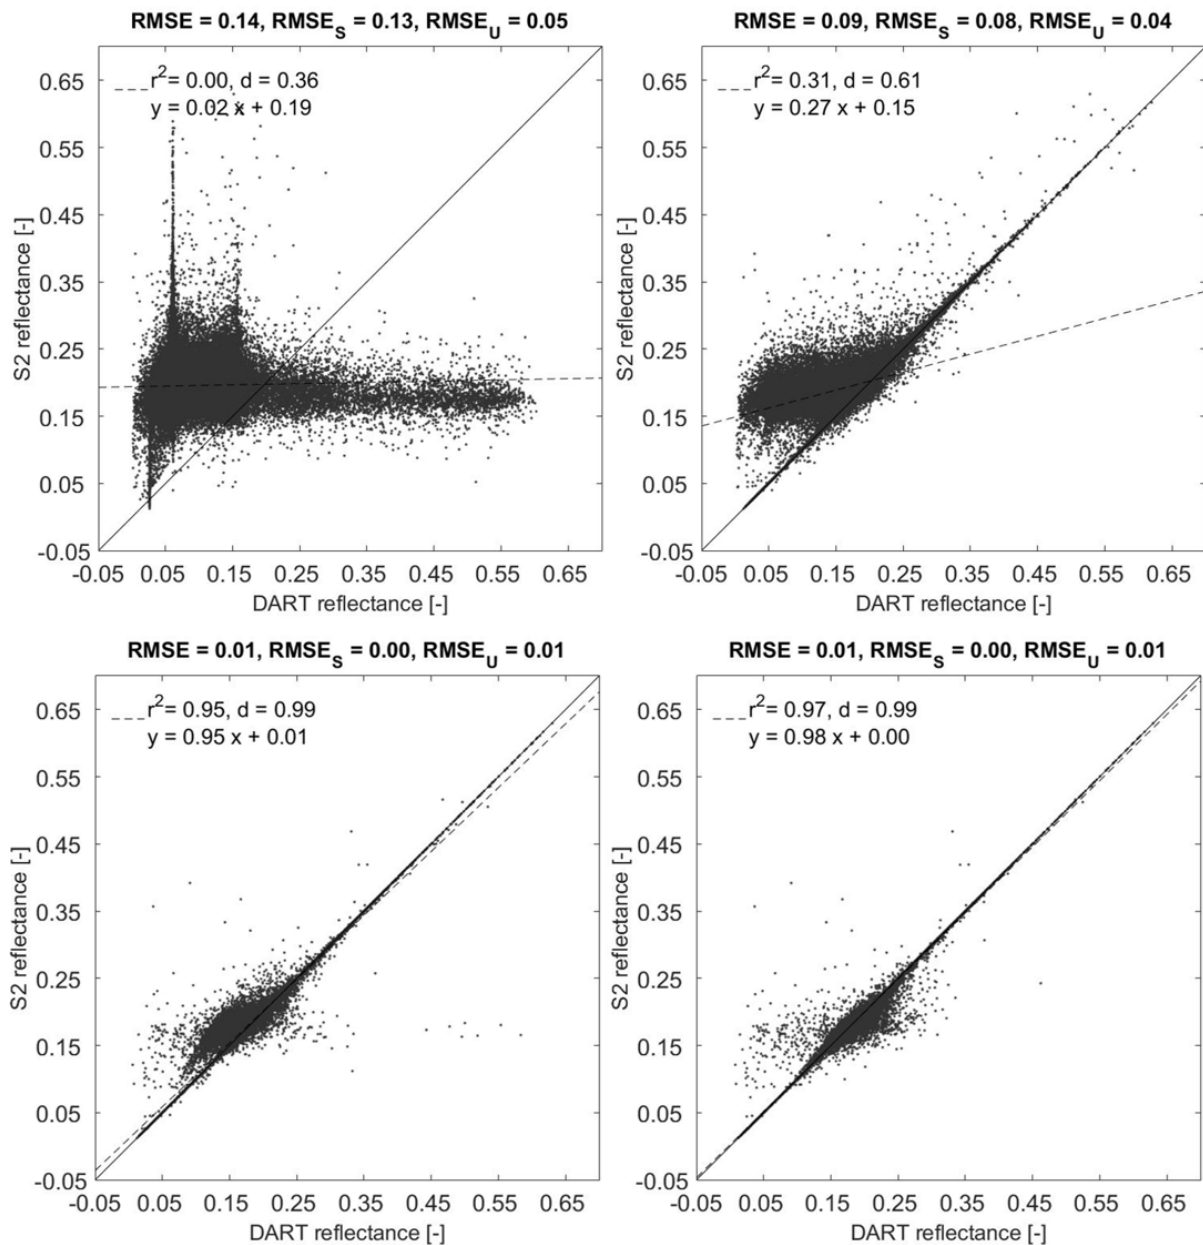 RMSE = 0.14, RMSE_S = 0.13, RMSE_U = 0.05
r²= 0.00, d = 0.36
y = 0.02 x + 0.19
0.65
0.55
0.45
0.35
0.25
0.15
0.05
-0.05
S2 reflectance [-]
-0.05 0.05 0.15 0.25 0.35 0.45 0.55 0.65
DART reflectance [-]
RMSE = 0.09, RMSE_S = 0.08, RMSE_U = 0.04
r²= 0.31, d = 0.61
y = 0.27 x + 0.15
0.65
0.55
0.45
0.35
0.25
0.15
0.05
-0.05
S2 reflectance [-]
-0.05 0.05 0.15 0.25 0.35 0.45 0.55 0.65
DART reflectance [-]
RMSE = 0.01, RMSE_S = 0.00, RMSE_U = 0.01
r²= 0.95, d = 0.99
y = 0.95 x + 0.01
0.65
0.55
0.45
0.35
0.25
0.15
0.05
-0.05
S2 reflectance [-]
-0.05 0.05 0.15 0.25 0.35 0.45 0.55 0.65
DART reflectance [-]
RMSE = 0.01, RMSE_S = 0.00, RMSE_U = 0.01
r²= 0.97, d = 0.99
y = 0.98 x + 0.00
0.65
0.55
0.45
0.35
0.25
0.15
0.05
-0.05
S2 reflectance [-]
-0.05 0.05 0.15 0.25 0.35 0.45 0.55 0.65
DART reflectance [-]